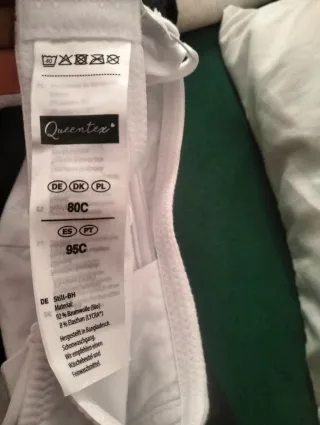 40
Queentex®
DE DK PL
80C
ES PT
95C
DE Still-BH
Material:
92 % Baumwolle (Bio)
8 % Elasthan (LYCRA®)
Hergestellt in Bangladesch
Schonwaschgang.
Wir empfehlen einen
Wäschebeutel und
Feinwaschmittel.